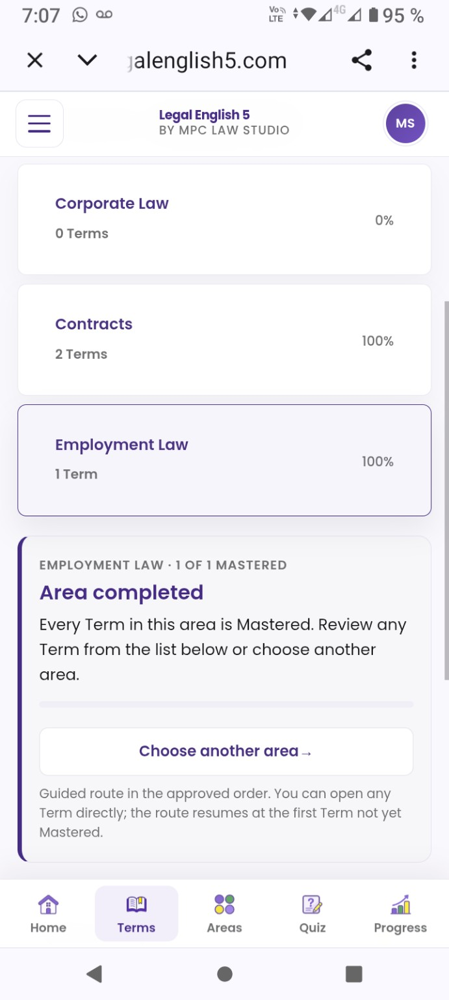 7:07
Vo
LTE
4G
95 %
galenglish5.com
Legal English 5
BY MPC LAW STUDIO
MS
Corporate Law
0 Terms
0%
Contracts
2 Terms
100%
Employment Law
1 Term
100%
EMPLOYMENT LAW · 1 OF 1 MASTERED
Area completed
Every Term in this area is Mastered. Review any
Term from the list below or choose another
area.
Choose another area→
Guided route in the approved order. You can open any
Term directly; the route resumes at the first Term not yet
Mastered.
Home
Terms
Areas
Quiz
Progress